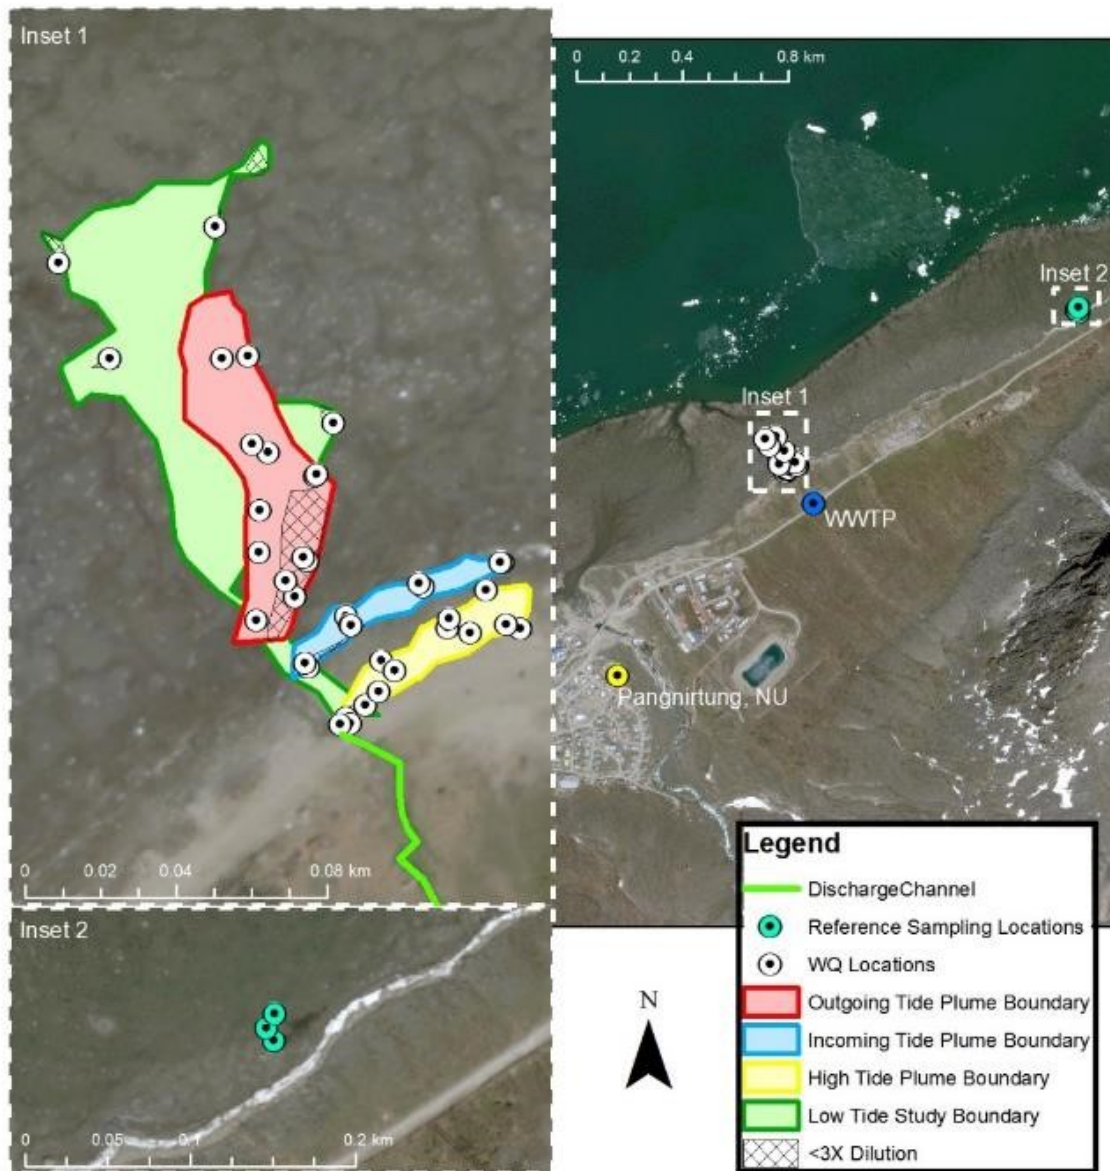 Inset 1
0 0.02 0.04 0.08 km
Inset 2
0 0.05 0.1 0.2 km
0 0.2 0.4 0.8 km
Inset 2
Inset 1
WWTP
Pangnirtung, NU
N
Legend
DischargeChannel
Reference Sampling Locations
WQ Locations
Outgoing Tide Plume Boundary
Incoming Tide Plume Boundary
High Tide Plume Boundary
Low Tide Study Boundary
<3X Dilution